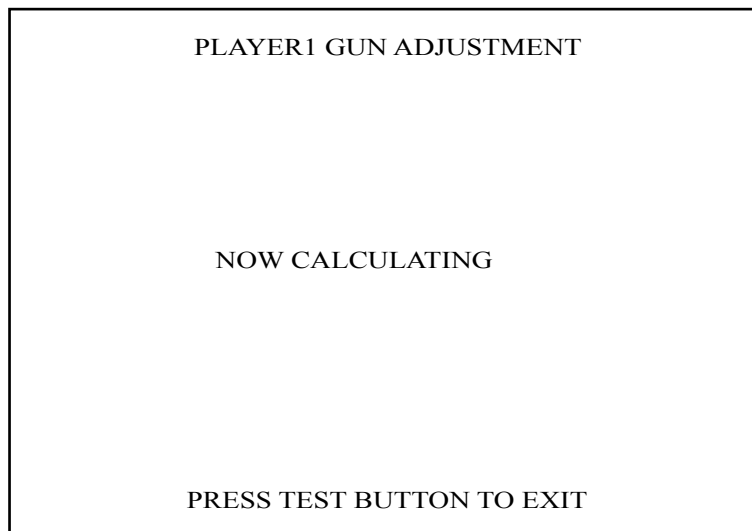 PLAYER1 GUN ADJUSTMENT
NOW CALCULATING
PRESS TEST BUTTON TO EXIT